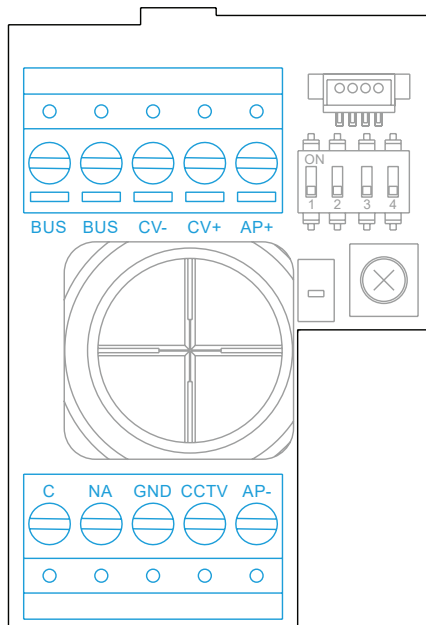 ON
1 2 3 4
BUS BUS CV- CV+ AP+
C NA GND CCTV AP-